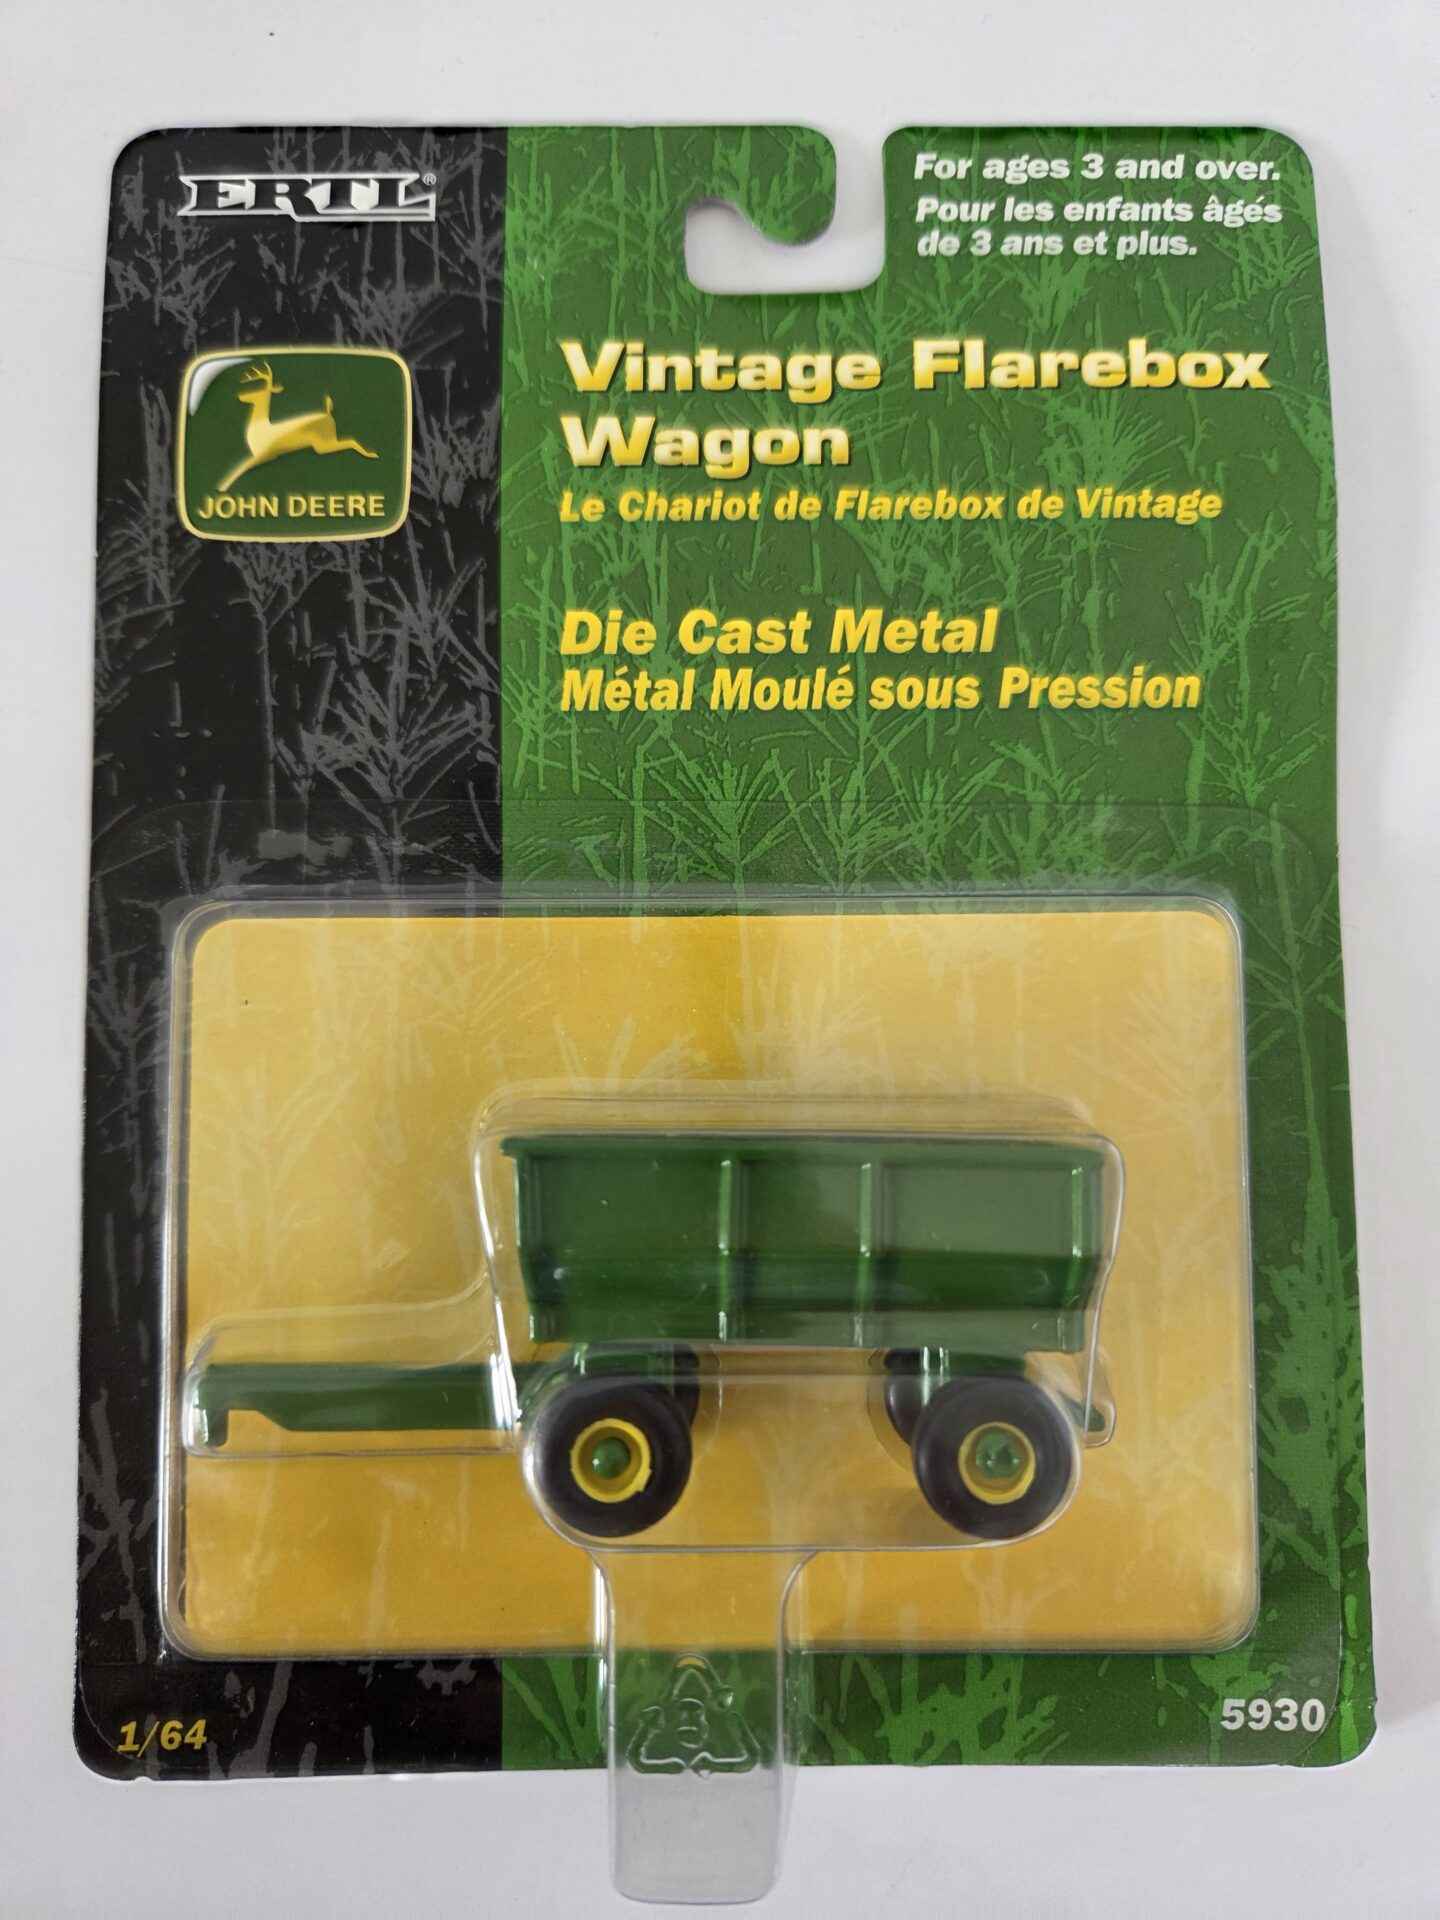 ERTL®
For ages 3 and over.
Pour les enfants âgés
de 3 ans et plus.
JOHN DEERE
Vintage Flarebox
Wagon
Le Chariot de Flarebox de Vintage
Die Cast Metal
Métal Moulé sous Pression
3
1/64
5930